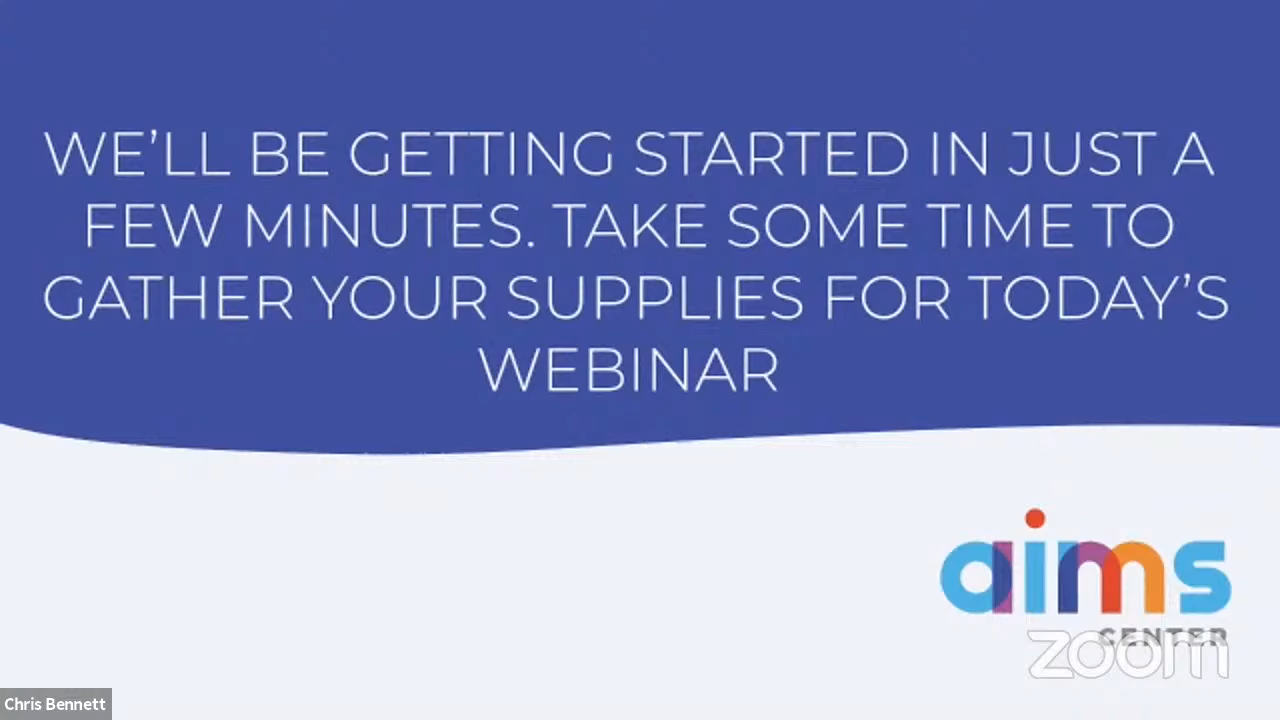 WE’LL BE GETTING STARTED IN JUST A
FEW MINUTES. TAKE SOME TIME TO
GATHER YOUR SUPPLIES FOR TODAY’S
WEBINAR
aims
CENTER
zoom
Chris Bennett